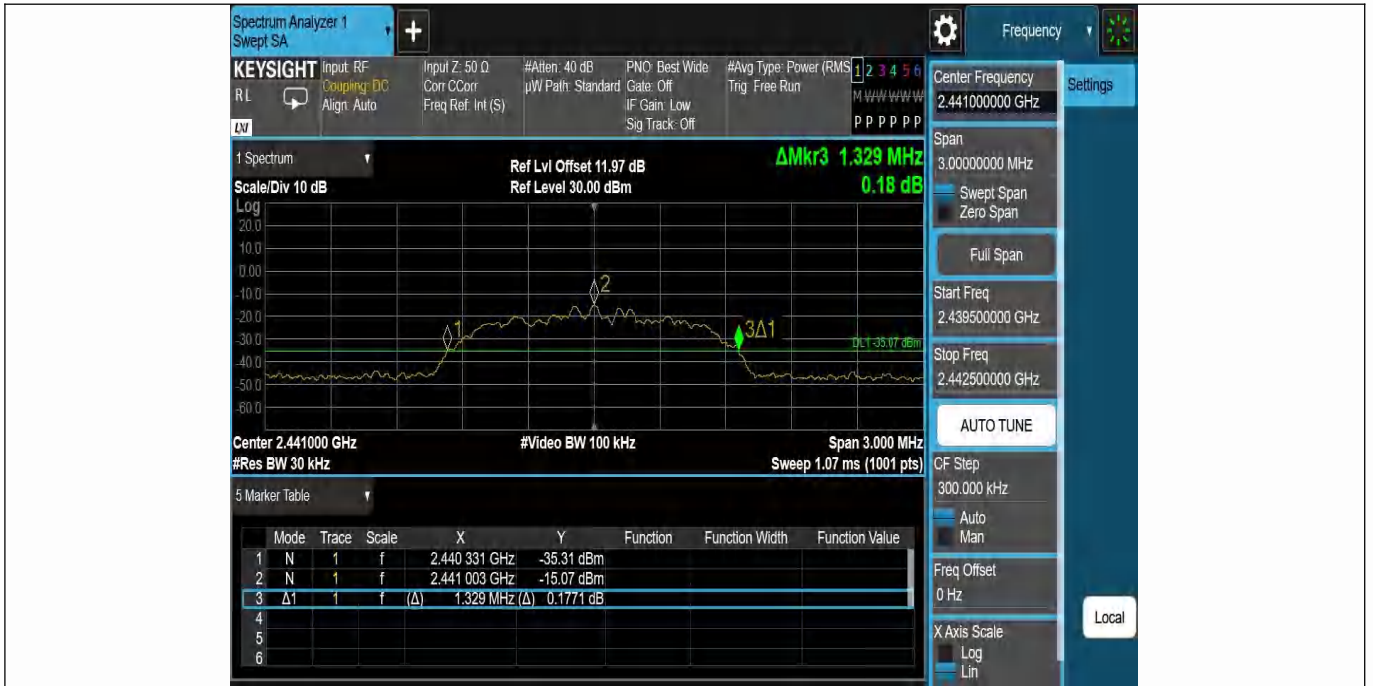 Spectrum Analyzer 1
Swept SA
+
Frequency
KEYSIGHT
RL
LXI
Input: RF
Coupling: DC
Align: Auto
Input Z: 50 Ω
Corr CCorr
Freq Ref: Int (S)
#Atten: 40 dB
µW Path: Standard
PNO: Best Wide
Gate: Off
IF Gain: Low
Sig Track: Off
#Avg Type: Power (RMS
Trig: Free Run
1 2 3 4 5 6
M W W W W W
P P P P P P
1 Spectrum
Scale/Div 10 dB
Ref Lvl Offset 11.97 dB
Ref Level 30.00 dBm
ΔMkr3 1.329 MHz
0.18 dB
Log
20.0
10.0
0.00
-10.0
-20.0
-30.0
-40.0
-50.0
-60.0
1
2
3Δ1
DL1 -35.07 dBm
Center 2.441000 GHz
#Video BW 100 kHz
Span 3.000 MHz
#Res BW 30 kHz
Sweep 1.07 ms (1001 pts)
5 Marker Table
Mode Trace Scale X Y Function Function Width Function Value
1 N 1 f 2.440 331 GHz -35.31 dBm
2 N 1 f 2.441 003 GHz -15.07 dBm
3 Δ1 1 f (Δ) 1.329 MHz (Δ) 0.1771 dB
4
5
6
Center Frequency
2.441000000 GHz
Settings
Span
3.00000000 MHz
Swept Span
Zero Span
Full Span
Start Freq
2.439500000 GHz
Stop Freq
2.442500000 GHz
AUTO TUNE
CF Step
300.000 kHz
Auto
Man
Freq Offset
0 Hz
X Axis Scale
Log
Lin
Local